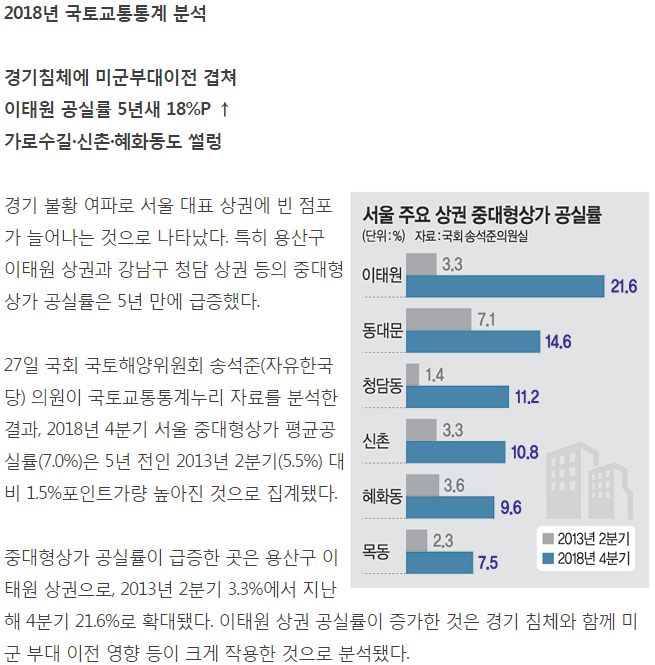 2018년 국토교통통계 분석
경기침체에 미군부대이전 겹쳐
이태원 공실률 5년새 18%P ↑
가로수길·신촌·혜화동도 썰렁
경기 불황 여파로 서울 대표 상권에 빈 점포
가 늘어나는 것으로 나타났다. 특히 용산구
이태원 상권과 강남구 청담 상권 등의 중대형
상가 공실률은 5년 만에 급증했다.
27일 국회 국토해양위원회 송석준(자유한국
당) 의원이 국토교통통계누리 자료를 분석한
결과, 2018년 4분기 서울 중대형상가 평균공
실률(7.0%)은 5년 전인 2013년 2분기(5.5%) 대
비 1.5%포인트가량 높아진 것으로 집계됐다.
중대형상가 공실률이 급증한 곳은 용산구 이
태원 상권으로, 2013년 2분기 3.3%에서 지난
해 4분기 21.6%로 확대됐다. 이태원 상권 공실률이 증가한 것은 경기 침체와 함께 미
군 부대 이전 영향 등이 크게 작용한 것으로 분석됐다.
서울 주요 상권 중대형상가 공실률
(단위:%) 자료:국회 송석준의원실
이태원 3.3
21.6
동대문 7.1
14.6
청담동 1.4
11.2
신촌 3.3
10.8
혜화동 3.6
9.6
목동 2.3
7.5
2013년 2분기
2018년 4분기